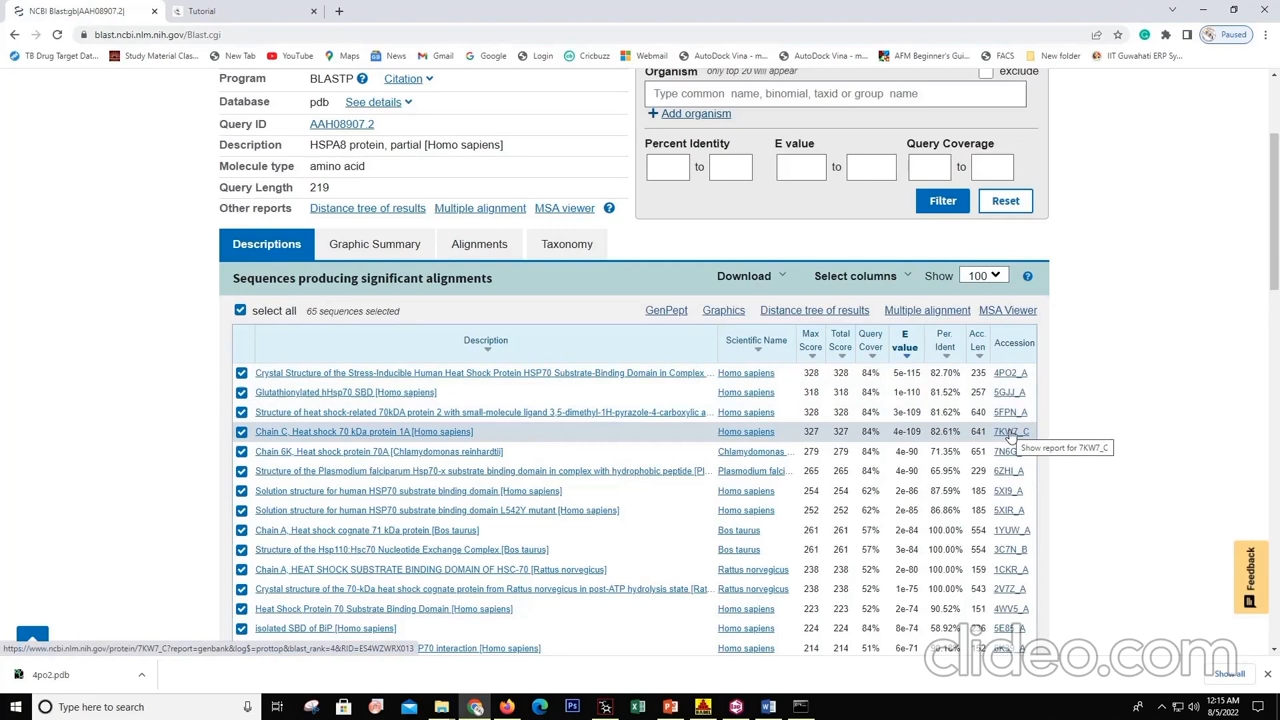 NCBI Blast:gb|AAH08907.2|
Tutorial
blast.ncbi.nlm.nih.gov/Blast.cgi
Paused
TB Drug Target Dat...
Study Material Class...
New Tab
YouTube
Maps
News
Gmail
Google
Login
Cricbuzz
Webmail
AutoDock Vina - m...
AutoDock Vina - m...
AFM Beginner's Gui...
FACS
New folder
IIT Guwahati ERP Sy...
Program BLASTP Citation
Database pdb See details
Query ID AAH08907.2
Description HSPA8 protein, partial [Homo sapiens]
Molecule type amino acid
Query Length 219
Other reports Distance tree of results Multiple alignment MSA viewer
Organism only top 20 will appear exclude
Type common name, binomial, taxid or group name
Add organism
Percent Identity E value Query Coverage
to to to
Filter Reset
Descriptions Graphic Summary Alignments Taxonomy
Sequences producing significant alignments Download Select columns Show 100
select all 65 sequences selected GenPept Graphics Distance tree of results Multiple alignment MSA Viewer
Description Scientific Name Max Score Total Score Query Cover E value Per. Ident Acc. Len Accession
Crystal Structure of the Stress-Inducible Human Heat Shock Protein HSP70 Substrate-Binding Domain in Complex ... Homo sapiens 328 328 84% 5e-115 82.70% 235 4PO2_A
Glutathionylated hHsp70 SBD [Homo sapiens] Homo sapiens 318 318 84% 1e-110 81.52% 257 5GJJ_A
Structure of heat shock-related 70kDA protein 2 with small-molecule ligand 3,5-dimethyl-1H-pyrazole-4-carboxylic a... Homo sapiens 328 328 84% 3e-109 81.62% 640 5FPN_A
Chain C, Heat shock 70 kDa protein 1A [Homo sapiens] Homo sapiens 327 327 84% 4e-109 82.61% 641 7KW7_C
Show report for 7KW7_C
Chain 6K, Heat shock protein 70A [Chlamydomonas reinhardtii] Chlamydomonas ... 279 279 84% 4e-90 71.35% 651
Structure of the Plasmodium falciparum Hsp70-x substrate binding domain in complex with hydrophobic peptide [Pl... Plasmodium falci... 265 265 84% 4e-90 65.95% 229 6ZHI_A
Solution structure for human HSP70 substrate binding domain [Homo sapiens] Homo sapiens 254 254 62% 2e-86 87.59% 185 5XI9_A
Solution structure for human HSP70 substrate binding domain L542Y mutant [Homo sapiens] Homo sapiens 250 250 62% 2e-85 86.86% 185 5XIR_A
Chain A, Heat shock cognate 71 kDa protein [Bos taurus] Bos taurus 261 261 57% 2e-84 100.00% 554 1YUW_A
Structure of the Hsp110:Hsc70 Nucleotide Exchange Complex [Bos taurus] Bos taurus 261 261 57% 3e-84 100.00% 554 3C7N_B
Chain A, HEAT SHOCK SUBSTRATE BINDING DOMAIN OF HSC-70 [Rattus norvegicus] Rattus norvegicus 238 238 52% 2e-80 100.00% 159 1CKR_A
Crystal structure of the 70-kDa heat shock cognate protein from Rattus norvegicus in post-ATP hydrolysis state [Rat... Rattus norvegicus 238 238 52% 1e-75 100.00% 543 2V7Z_A
Heat Shock Protein 70 Substrate Binding Domain [Homo sapiens] Homo sapiens 223 223 52% 2e-74 90.52% 151 4WV5_A
isolated SBD of BiP [Homo sapiens] Homo sapiens 224 224 84% 8e-74 58.92%
P70 interaction [Homo sapiens] Homo sapiens 214 214 51% 6e-71
https://www.ncbi.nlm.nih.gov/protein/7KW7_C?report=genbank&log$=prottop&blast_rank=4&RID=ES4WZWRX013
Feedback
clideo.com
4po2.pdb
Show all
Type here to search
12:15 AM
8/5/2022